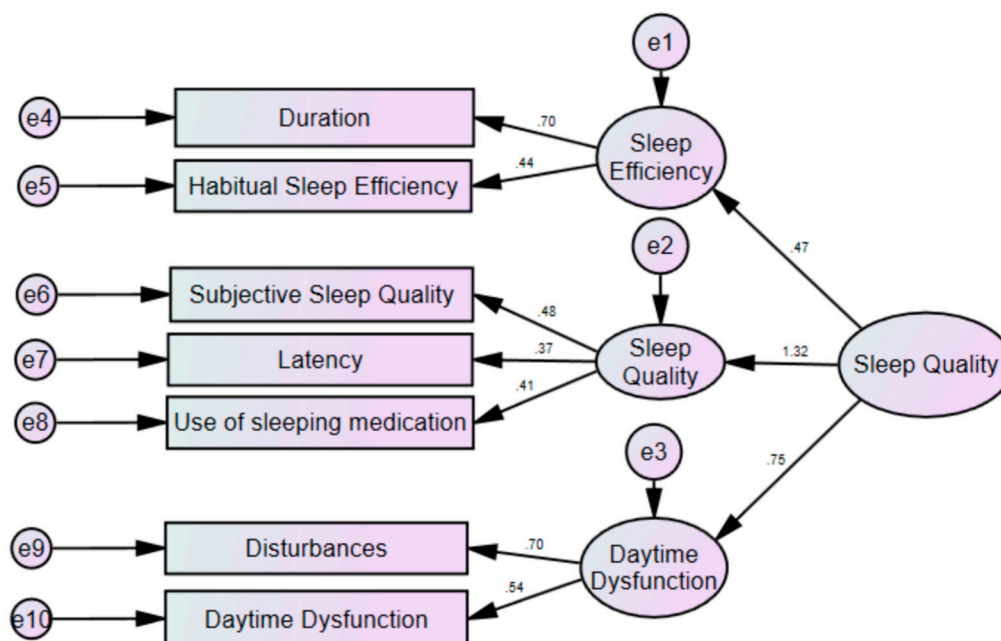 e1
e4
Duration
.70
Sleep
Efficiency
e5
Habitual Sleep Efficiency
.44
.47
e2
e6
Subjective Sleep Quality
.48
e7
Latency
.37
Sleep
Quality
1.32
Sleep Quality
e8
Use of sleeping medication
.41
e3
.75
e9
Disturbances
.70
Daytime
Dysfunction
e10
Daytime Dysfunction
.54